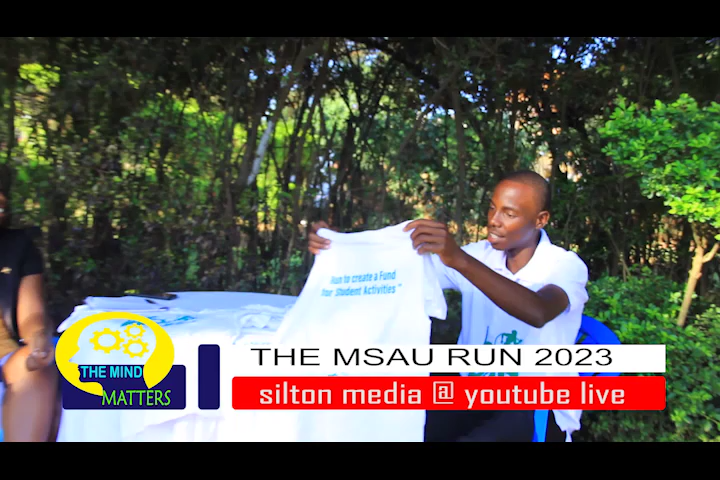 Run to create a Fund
for Student Activities"
THE MIND
MATTERS
THE MSAU RUN 2023
silton media @ youtube live